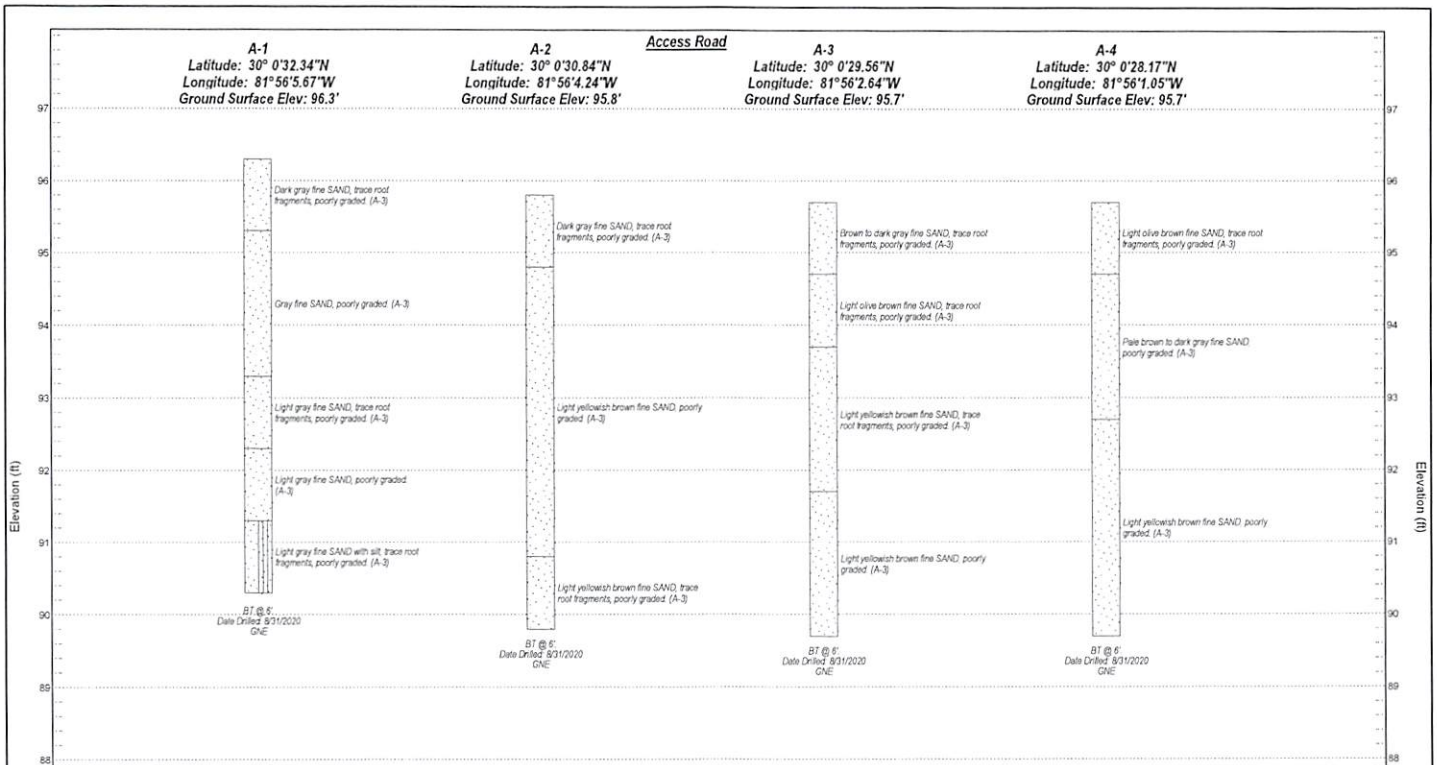 Access Road
A-1
Latitude: 30° 0'32.34"N
Longitude: 81°56'5.67"W
Ground Surface Elev: 96.3'
A-2
Latitude: 30° 0'30.84"N
Longitude: 81°56'4.24"W
Ground Surface Elev: 95.8'
A-3
Latitude: 30° 0'29.56"N
Longitude: 81°56'2.64"W
Ground Surface Elev: 95.7'
A-4
Latitude: 30° 0'28.17"N
Longitude: 81°56'1.05"W
Ground Surface Elev: 95.7'
Elevation (ft)
97
96
95
94
93
92
91
90
89
88
Dark gray fine SAND, trace root
fragments, poorly graded. (A-3)
Gray fine SAND, poorly graded. (A-3)
Light gray fine SAND, trace root
fragments, poorly graded. (A-3)
Light gray fine SAND, poorly graded.
(A-3)
Light gray fine SAND with silt, trace root
fragments, poorly graded. (A-3)
BT @ 6'
Date Drilled: 8/31/2020
GNE
Dark gray fine SAND, trace root
fragments, poorly graded. (A-3)
Light yellowish brown fine SAND, poorly
graded. (A-3)
Light yellowish brown fine SAND, trace
root fragments, poorly graded. (A-3)
BT @ 6'
Date Drilled: 8/31/2020
GNE
Brown to dark gray fine SAND, trace root
fragments, poorly graded. (A-3)
Light olive brown fine SAND, trace root
fragments, poorly graded. (A-3)
Light yellowish brown fine SAND, trace
root fragments, poorly graded. (A-3)
Light yellowish brown fine SAND, poorly
graded. (A-3)
BT @ 6'
Date Drilled: 8/31/2020
GNE
Light olive brown fine SAND, trace root
fragments, poorly graded. (A-3)
Pale brown to dark gray fine SAND,
poorly graded. (A-3)
Light yellowish brown fine SAND, poorly
graded. (A-3)
BT @ 6'
Date Drilled: 8/31/2020
GNE
97
96
95
94
93
92
91
90
89
88
Elevation (ft)